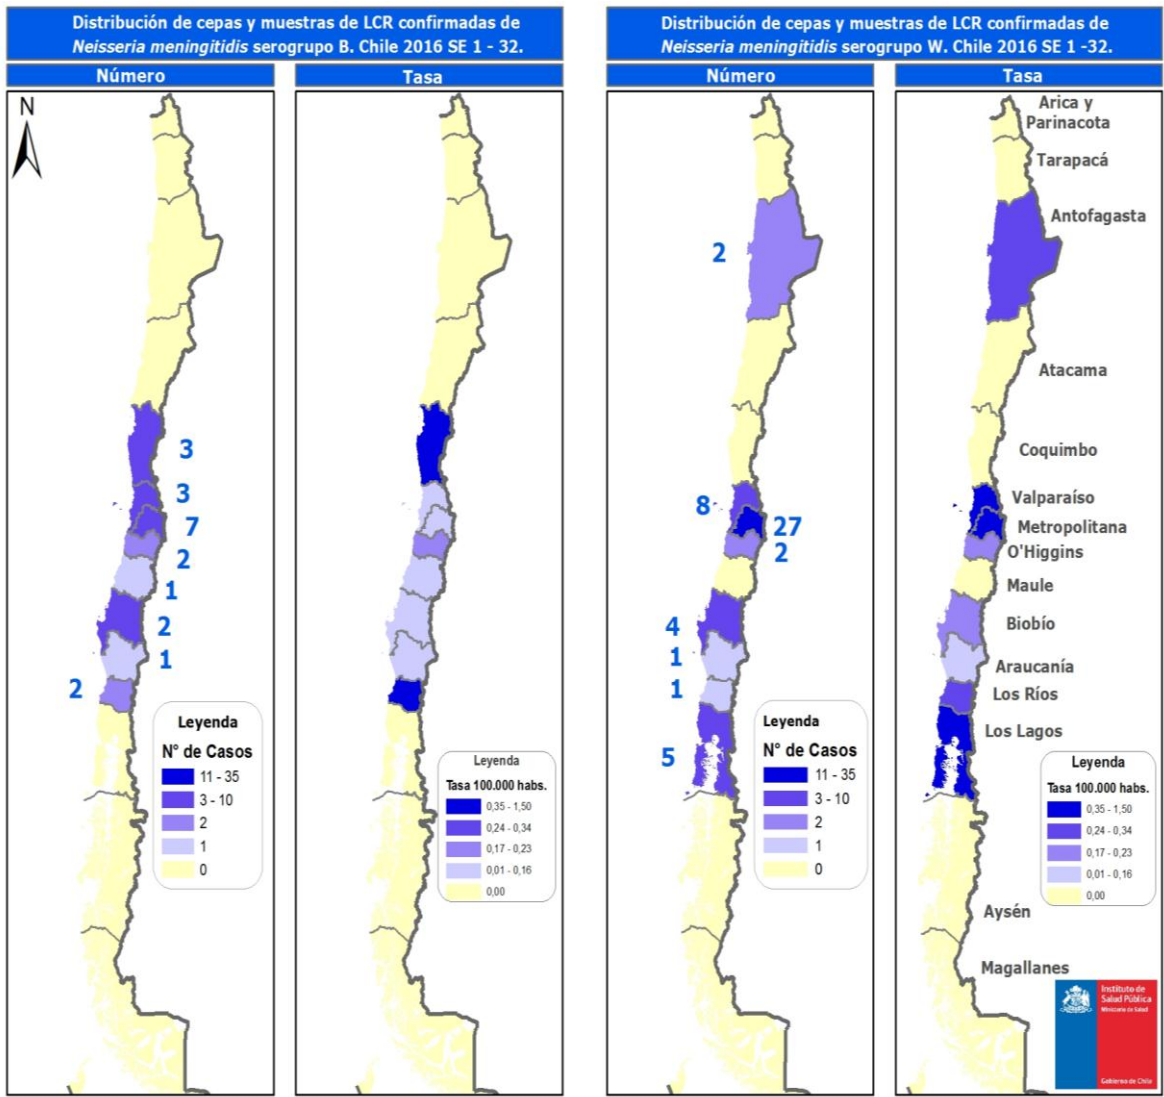 Distribución de cepas y muestras de LCR confirmadas de
Neisseria meningitidis serogrupo B. Chile 2016 SE 1 - 32.
Número
Tasa
N
3
3
7
2
1
2
1
2
Leyenda
N° de Casos
11 - 35
3 - 10
2
1
0
Leyenda
Tasa 100.000 habs.
0,35 - 1,50
0,24 - 0,34
0,17 - 0,23
0,01 - 0,16
0,00
Distribución de cepas y muestras de LCR confirmadas de
Neisseria meningitidis serogrupo W. Chile 2016 SE 1 -32.
Número
Tasa
2
8
27
2
4
1
1
5
Leyenda
N° de Casos
11 - 35
3 - 10
2
1
0
Arica y
Parinacota
Tarapacá
Antofagasta
Atacama
Coquimbo
Valparaíso
Metropolitana
O'Higgins
Maule
Biobío
Araucanía
Los Ríos
Los Lagos
Leyenda
Tasa 100.000 habs.
0,35 - 1,50
0,24 - 0,34
0,17 - 0,23
0,01 - 0,16
0,00
Aysén
Magallanes
Instituto de
Salud Pública
Ministerio de Salud
Gobierno de Chile